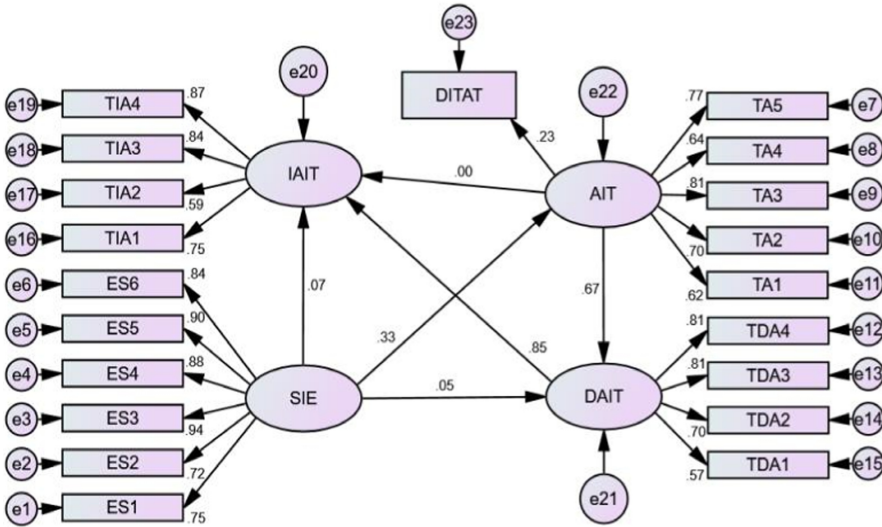 e23
e20
e22
DITAT
e19
TIA4
.87
.77
TA5
e7
e18
TIA3
.84
.23
.64
TA4
e8
IAIT
.00
AIT
e17
TIA2
.59
.81
TA3
e9
e16
TIA1
.75
.70
TA2
e10
e6
ES6
.84
.07
.67
.62
TA1
e11
e5
ES5
.90
.33
.85
.81
TDA4
e12
e4
ES4
.88
.81
TDA3
e13
SIE
.05
DAIT
e3
ES3
.94
.70
TDA2
e14
e2
ES2
.72
.57
TDA1
e15
e1
ES1
.75
e21